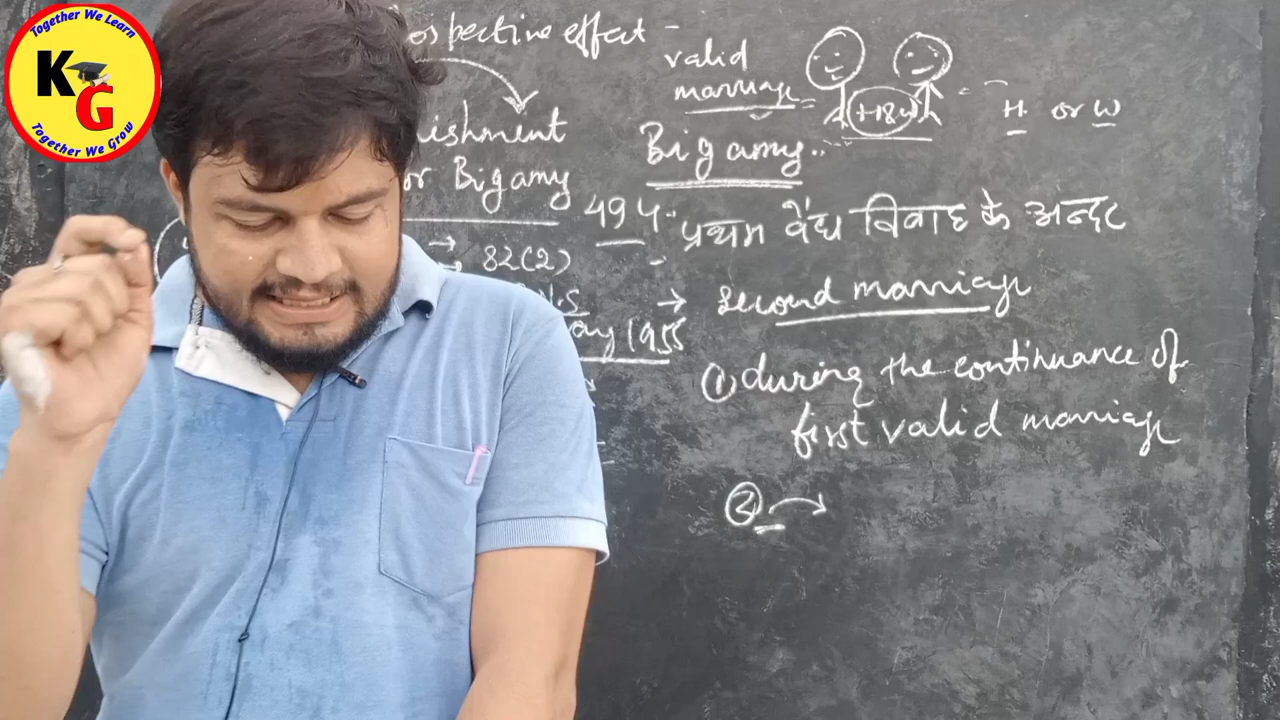 Together We Learn
KG
Together We Grow
ospective effect -
ishment
or Bigamy
→ 82(2)
1955
valid
marriage =
H or W
Bigamy..
494. प्रथम वैध विवाह के अन्दर
→ second marriage
① during the continuance of
first valid marriage
②